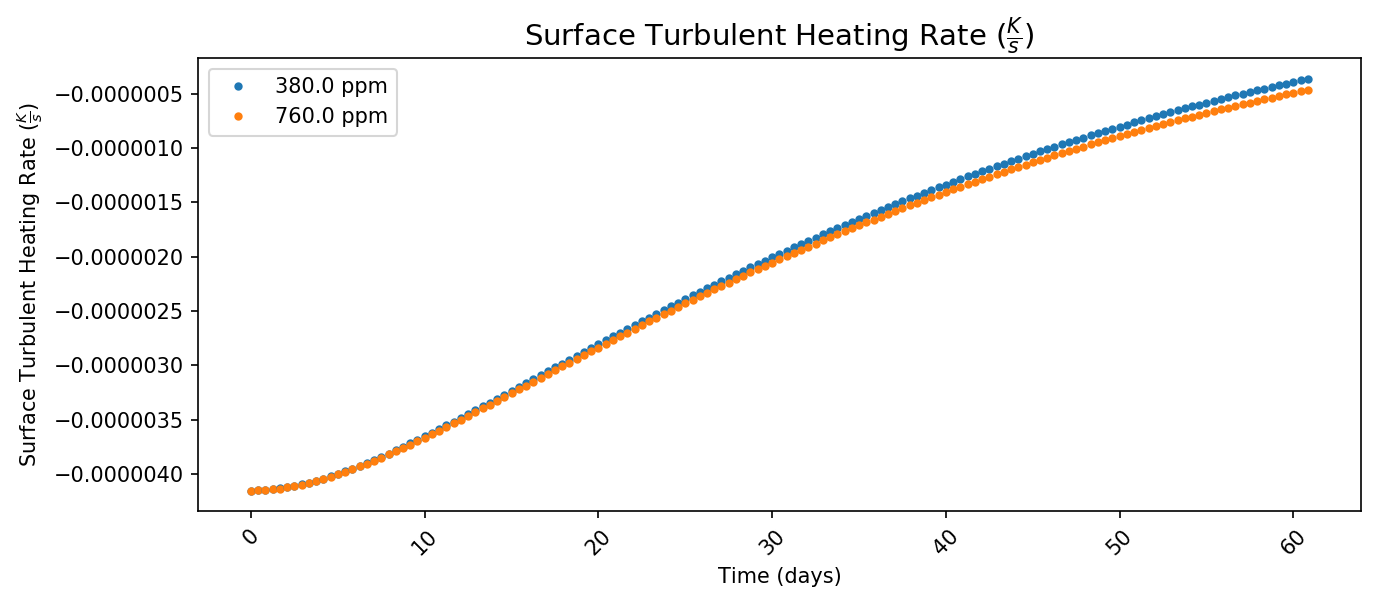 Surface Turbulent Heating Rate (K/s)
380.0 ppm
760.0 ppm
Surface Turbulent Heating Rate (K/s)
−0.0000005
−0.0000010
−0.0000015
−0.0000020
−0.0000025
−0.0000030
−0.0000035
−0.0000040
0 10 20 30 40 50 60
Time (days)